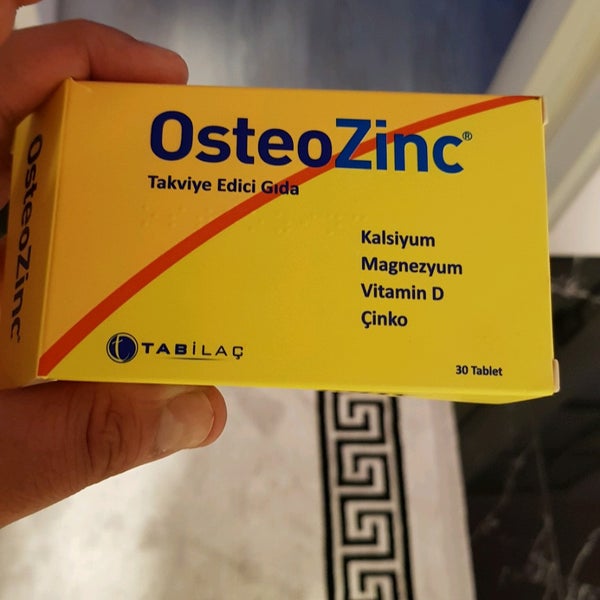 OsteoZinc®
Takviye Edici Gıda
Kalsiyum
Magnezyum
Vitamin D
Çinko
t TABİLAÇ
30 Tablet
OsteoZinc®